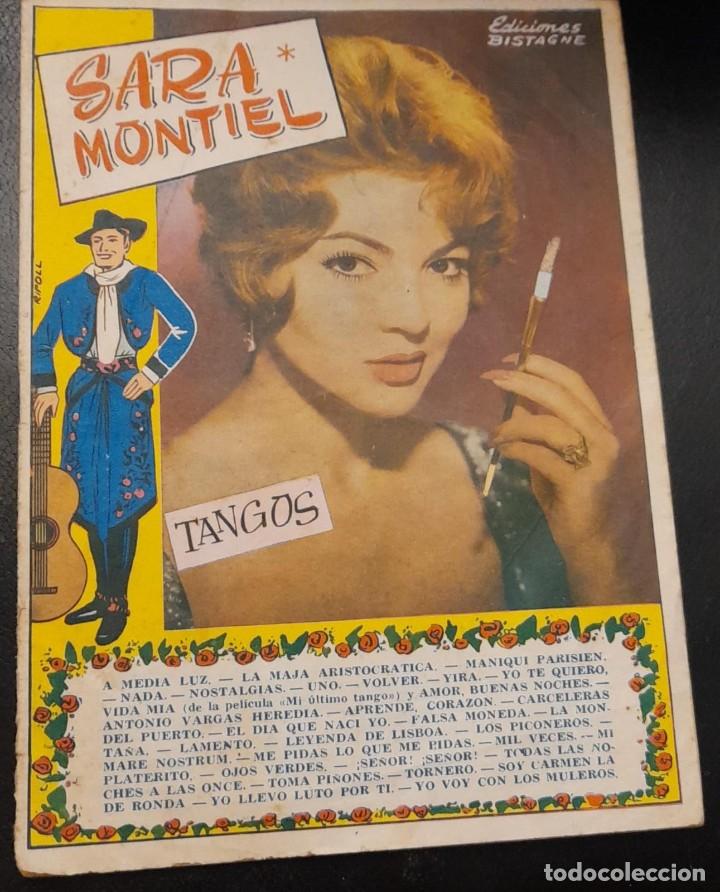 Ediciones
BISTAGNE
SARA
MONTIEL
RIPOLL
TANGOS
A MEDIA LUZ. — LA MAJA ARISTOCRATICA. — MANIQUI PARISIEN.
— NADA. — NOSTALGIAS. — UNO. — VOLVER. — YIRA. — YO TE QUIERO,
VIDA MIA (de la película «Mi último tango») y AMOR, BUENAS NOCHES. —
ANTONIO VARGAS HEREDIA. — APRENDE, CORAZON. — CARCELERAS
DEL PUERTO. — EL DIA QUE NACI YO. — FALSA MONEDA. — LA MON-
TAÑA. — LAMENTO. — LEYENDA DE LISBOA. — LOS PICONEROS. —
MARE NOSTRUM. — ME PIDAS LO QUE ME PIDAS. — MIL VECES. — MI
PLATERITO. — OJOS VERDES. — ¡SEÑOR! ¡SEÑOR! — TODAS LAS NO-
CHES A LAS ONCE. — TOMA PIÑONES. — TORNERO. — SOY CARMEN LA
DE RONDA — YO LLEVO LUTO POR TI. — YO VOY CON LOS MULEROS.
todocoleccion